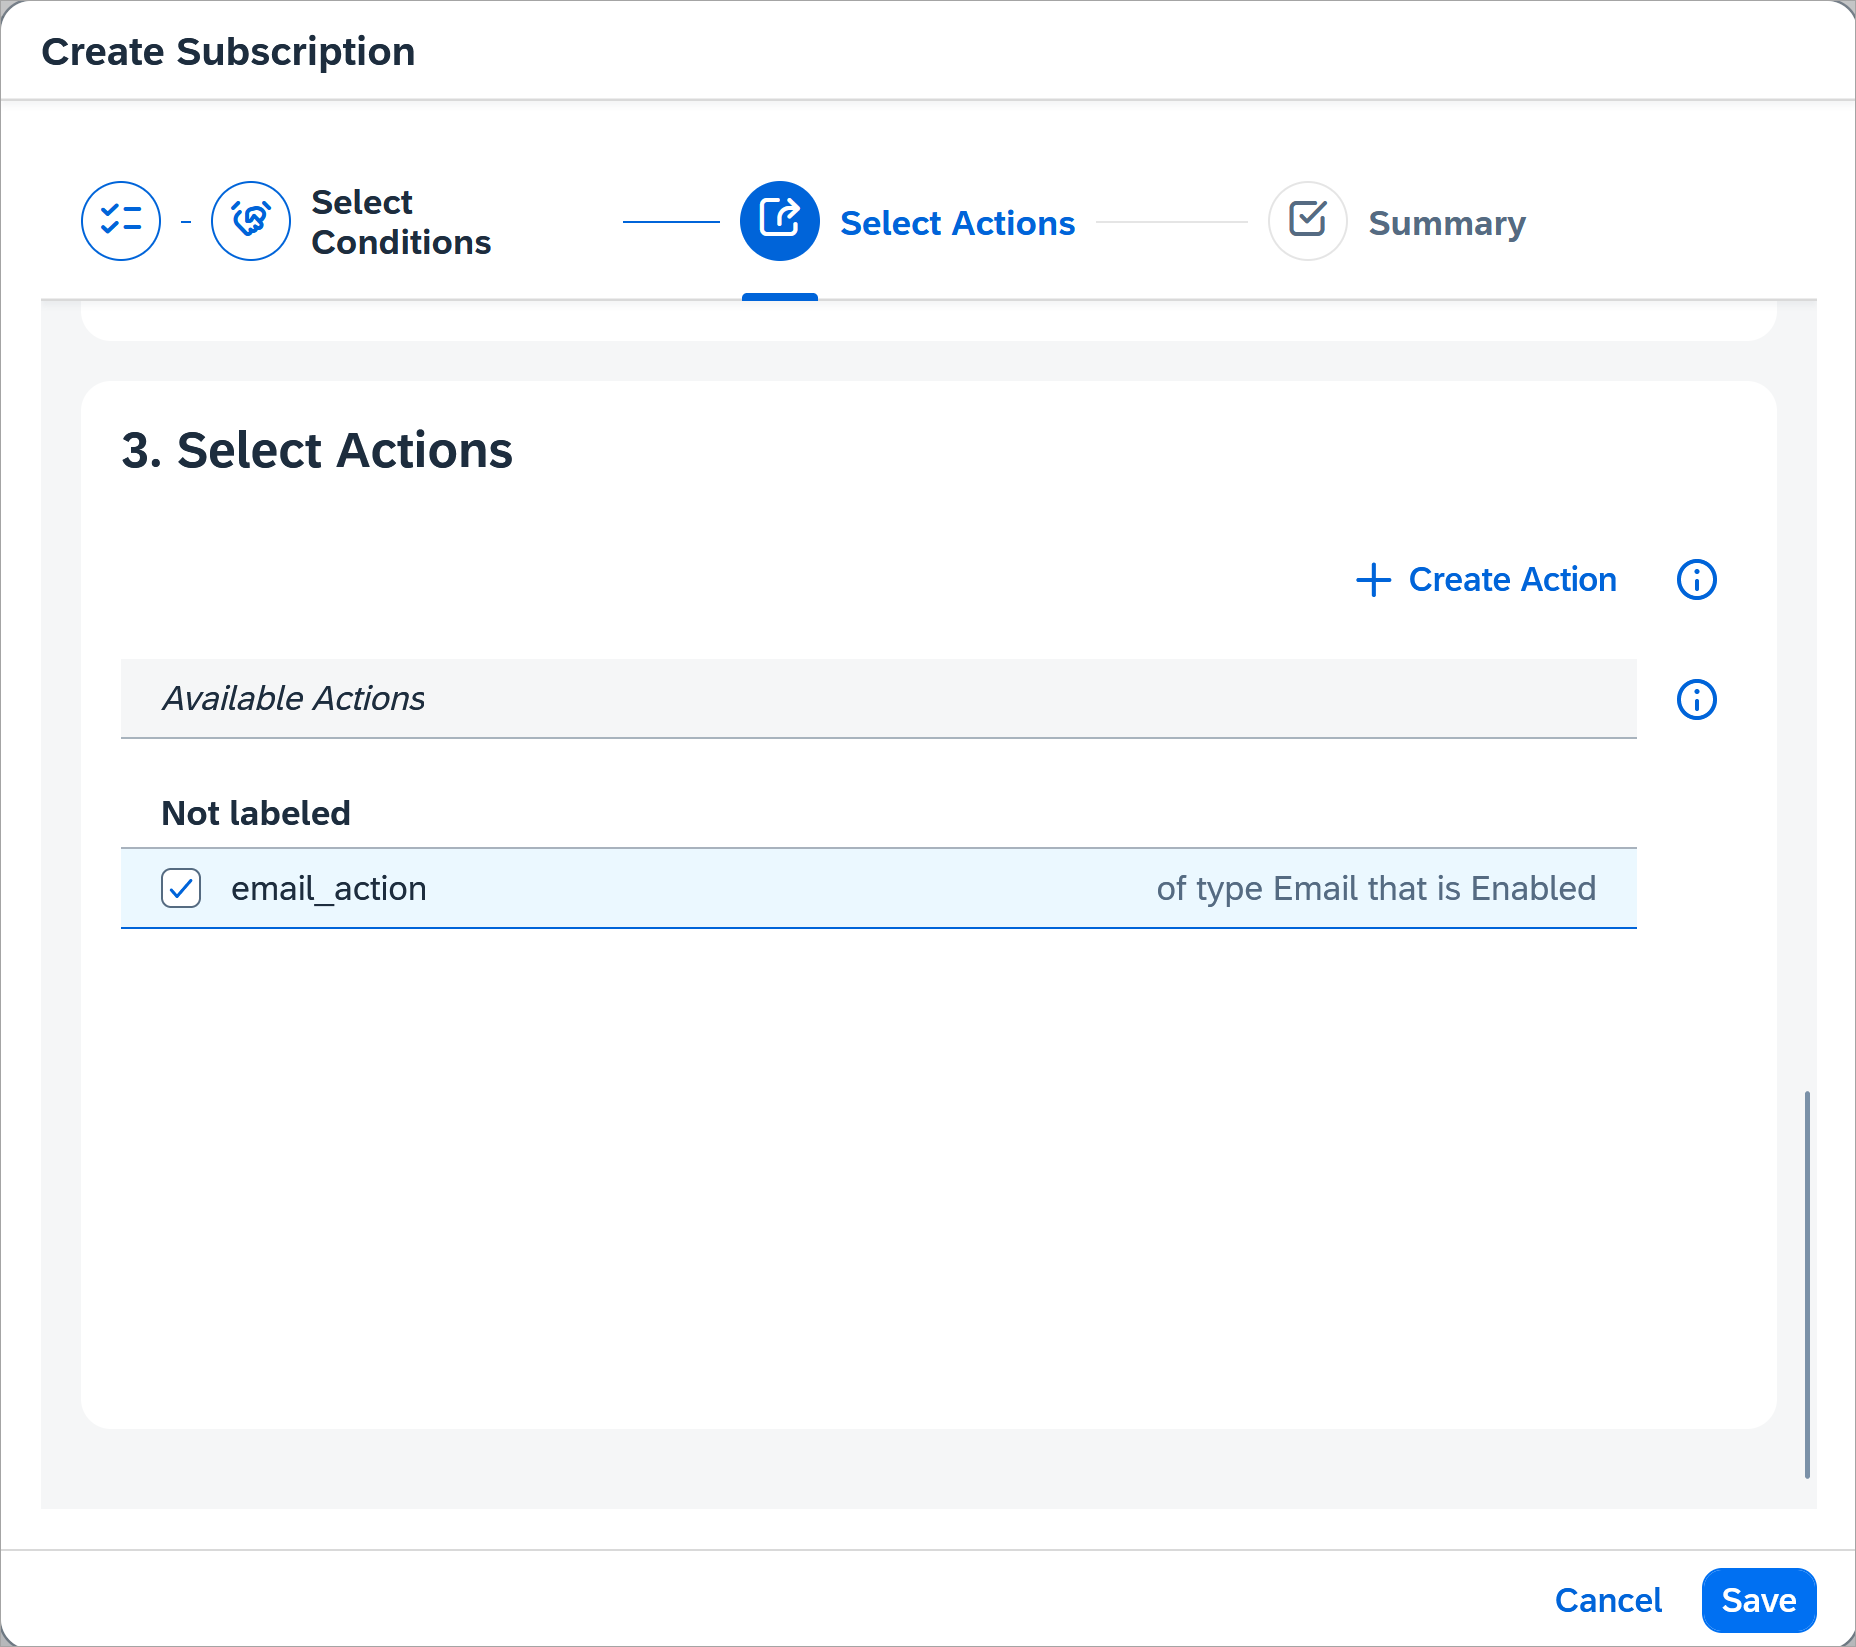 Create Subscription
Select
Conditions
Select Actions
Summary
3. Select Actions
Create Action
Available Actions
Not labeled
email_action of type Email that is Enabled
Cancel Save